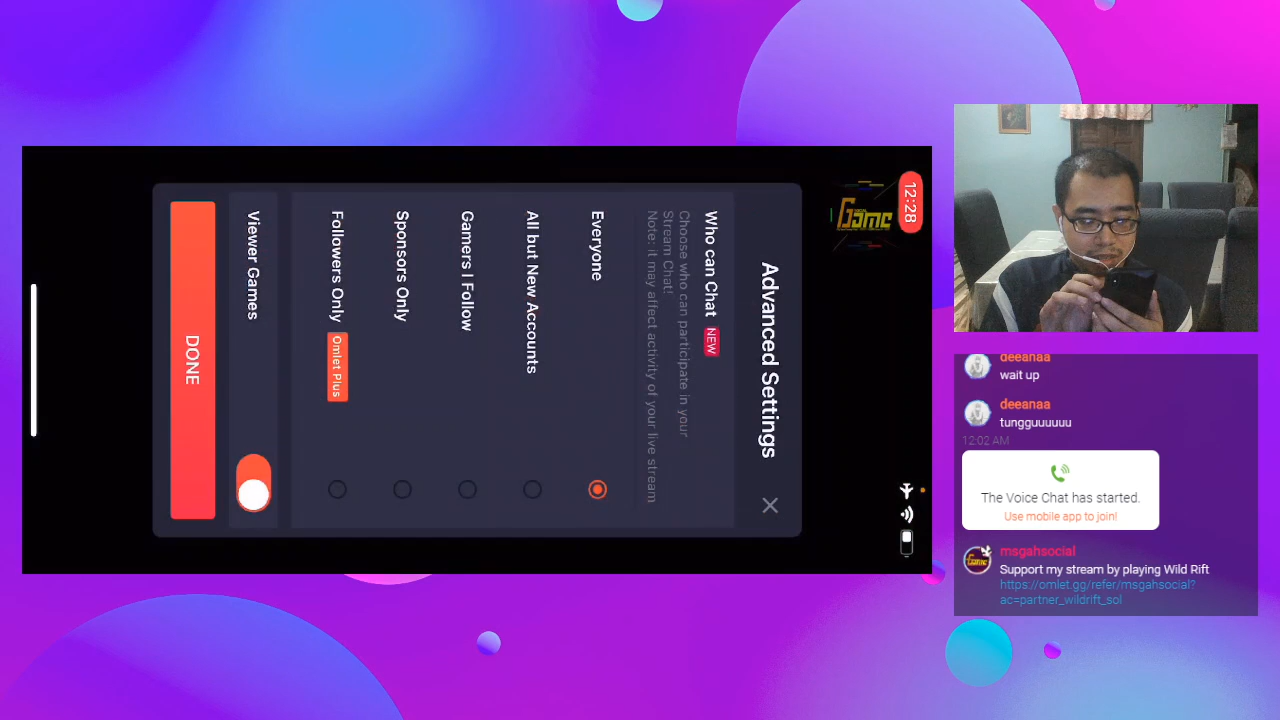 12:28
GAME
Advanced Settings
Who can Chat NEW
Choose who can participate in your
Stream Chat!
Note: it may affect activity of your live stream
Everyone
All but New Accounts
Gamers I Follow
Sponsors Only
Followers Only Omlet Plus
Viewer Games
DONE
deeanaa
wait up
deeanaa
tungguuuuuu
12:02 AM
The Voice Chat has started.
Use mobile app to join!
msgahsocial
Support my stream by playing Wild Rift
https://omlet.gg/refer/msgahsocial?
ac=partner_wildrift_sol